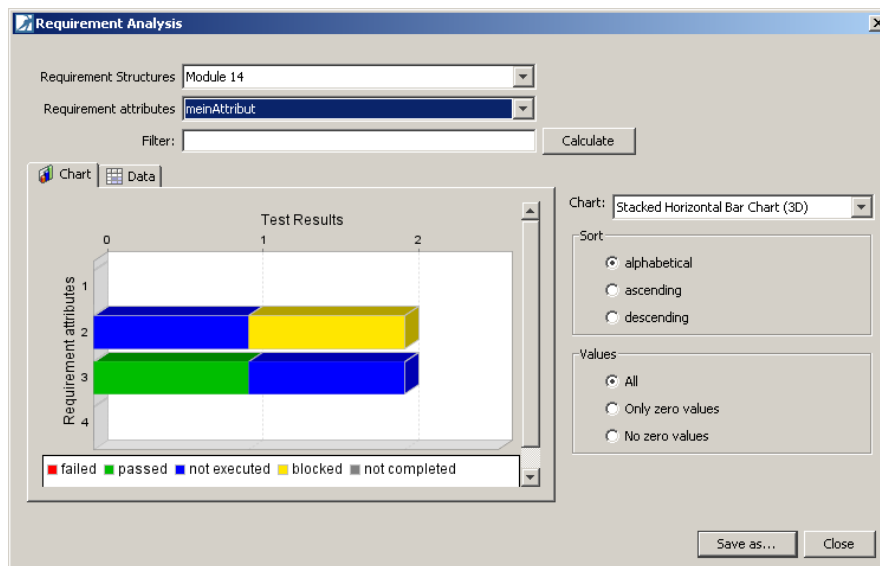 Requirement Analysis
Requirement Structures Module 14
Requirement attributes meinAttribut
Filter: Calculate
Chart Data
Test Results
0 1 2
Requirement attributes
1
2
3
4
failed passed not executed blocked not completed
Chart: Stacked Horizontal Bar Chart (3D)
Sort
alphabetical
ascending
descending
Values
All
Only zero values
No zero values
Save as... Close